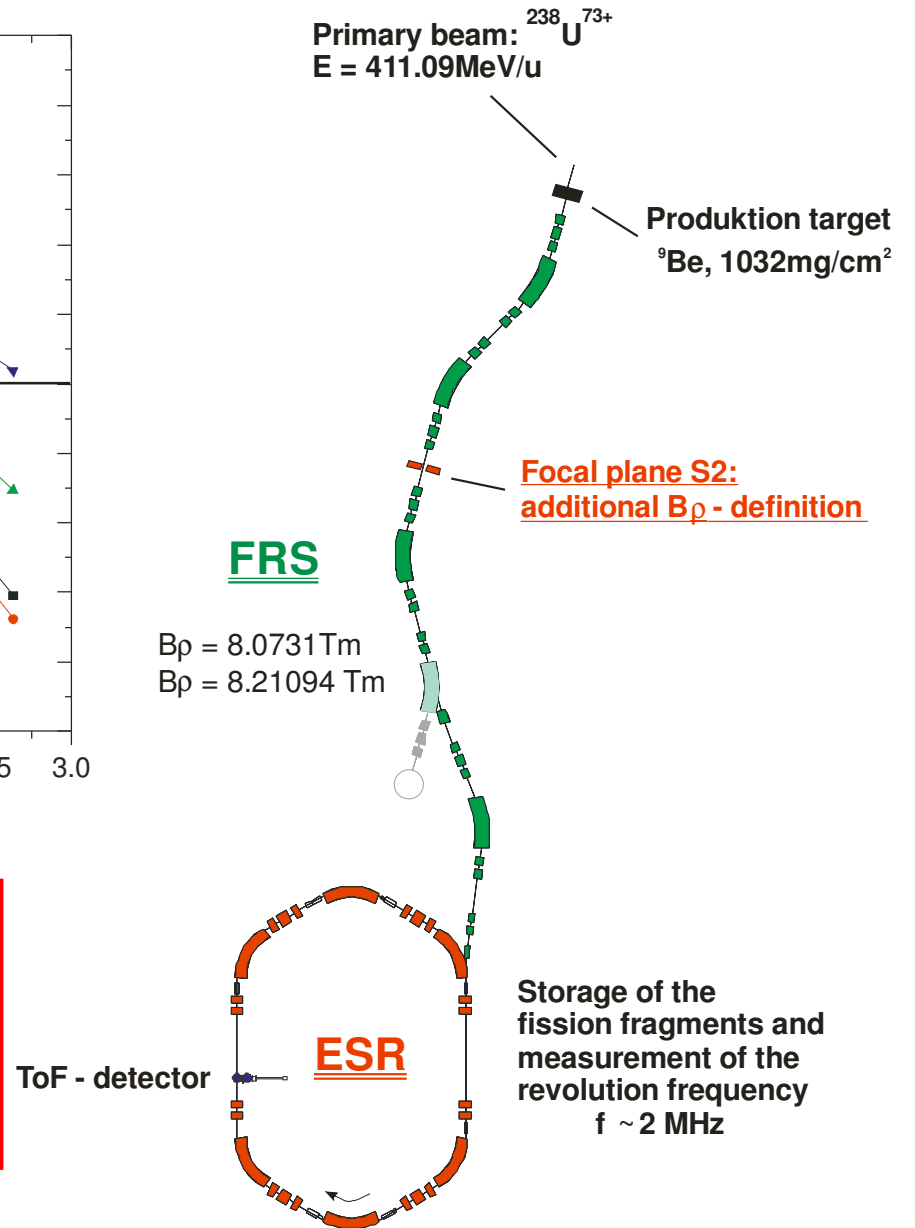 Primary beam: ²³⁸U⁷³⁺
E = 411.09MeV/u
Produktion target
⁹Be, 1032mg/cm²
Focal plane S2:
additional Bρ - definition
FRS
Bρ = 8.0731Tm
Bρ = 8.21094 Tm
5 3.0
Storage of the
fission fragments and
measurement of the
revolution frequency
f ~ 2 MHz
ESR
ToF - detector